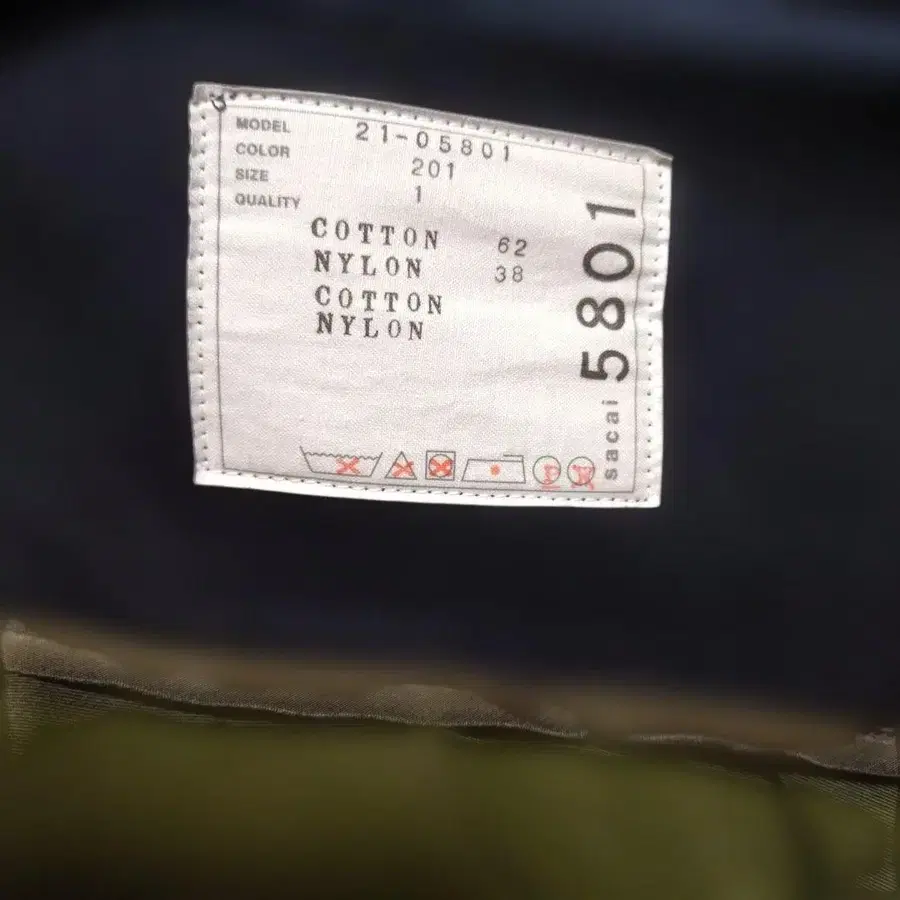 MODEL 21-05801
COLOR 201
SIZE 1
QUALITY
COTTON 62
NYLON 38
COTTON
NYLON
sacai 5801
P